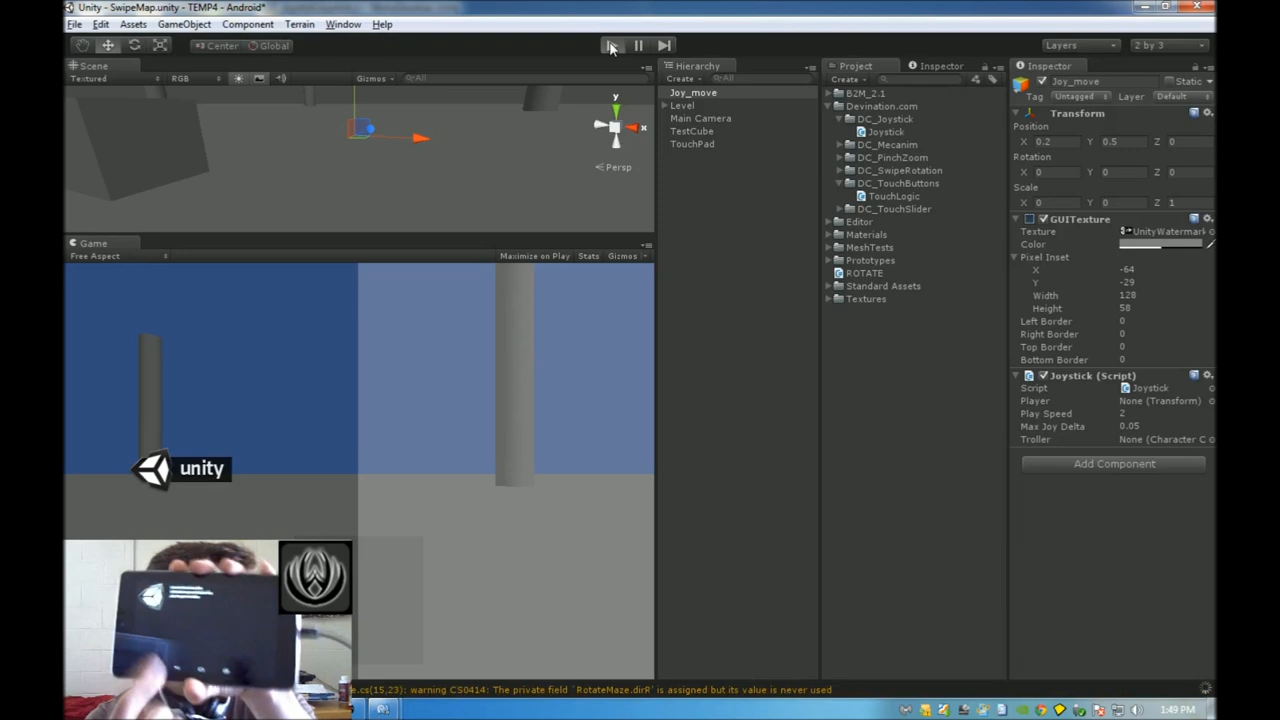 Unity - SwipeMap.unity - TEMP4 - Android*
File Edit Assets GameObject Component Terrain Window Help
Center Global
Layers
2 by 3
Scene
Textured RGB Gizmos All
y
x
Persp
Game
Free Aspect Maximize on Play Stats Gizmos
unity
Hierarchy
Create All
Joy_move
Level
Main Camera
TestCube
TouchPad
Project Inspector
Create
B2M_2.1
Devination.com
DC_Joystick
Joystick
DC_Mecanim
DC_PinchZoom
DC_SwipeRotation
DC_TouchButtons
TouchLogic
DC_TouchSlider
Editor
Materials
MeshTests
Prototypes
ROTATE
Standard Assets
Textures
Inspector
Joy_move Static
Tag Untagged Layer Default
Transform
Position
X 0.2 Y 0.5 Z 0
Rotation
X 0 Y 0 Z 0
Scale
X 0 Y 0 Z 1
GUITexture
Texture UnityWatermark
Color
Pixel Inset
X -64
Y -29
Width 128
Height 58
Left Border 0
Right Border 0
Top Border 0
Bottom Border 0
Joystick (Script)
Script Joystick
Player None (Transform)
Play Speed 2
Max Joy Delta 0.05
Troller None (Character C
Add Component
e.cs(15,23): warning CS0414: The private field `RotateMaze.dirR' is assigned but its value is never used
1:49 PM